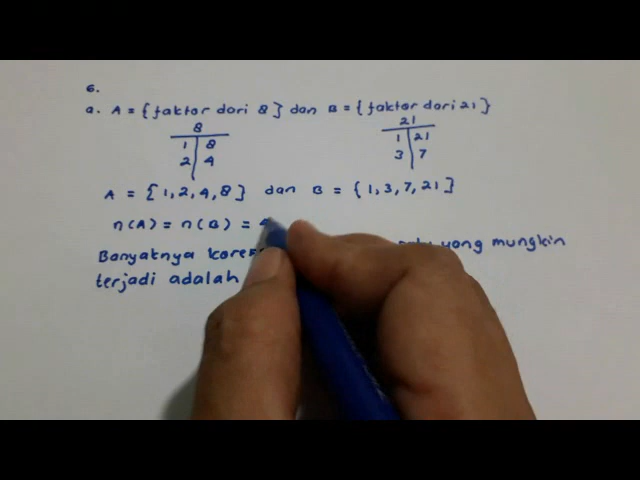 6.
a. A = {faktor dari 8} dan B = {faktor dari 21}
8 21
1 8 1 21
2 4 3 7
A = {1,2,4,8} dan B = {1,3,7,21}
n(A) = n(B) = 4
Banyaknya yang mungkin
terjadi adalah